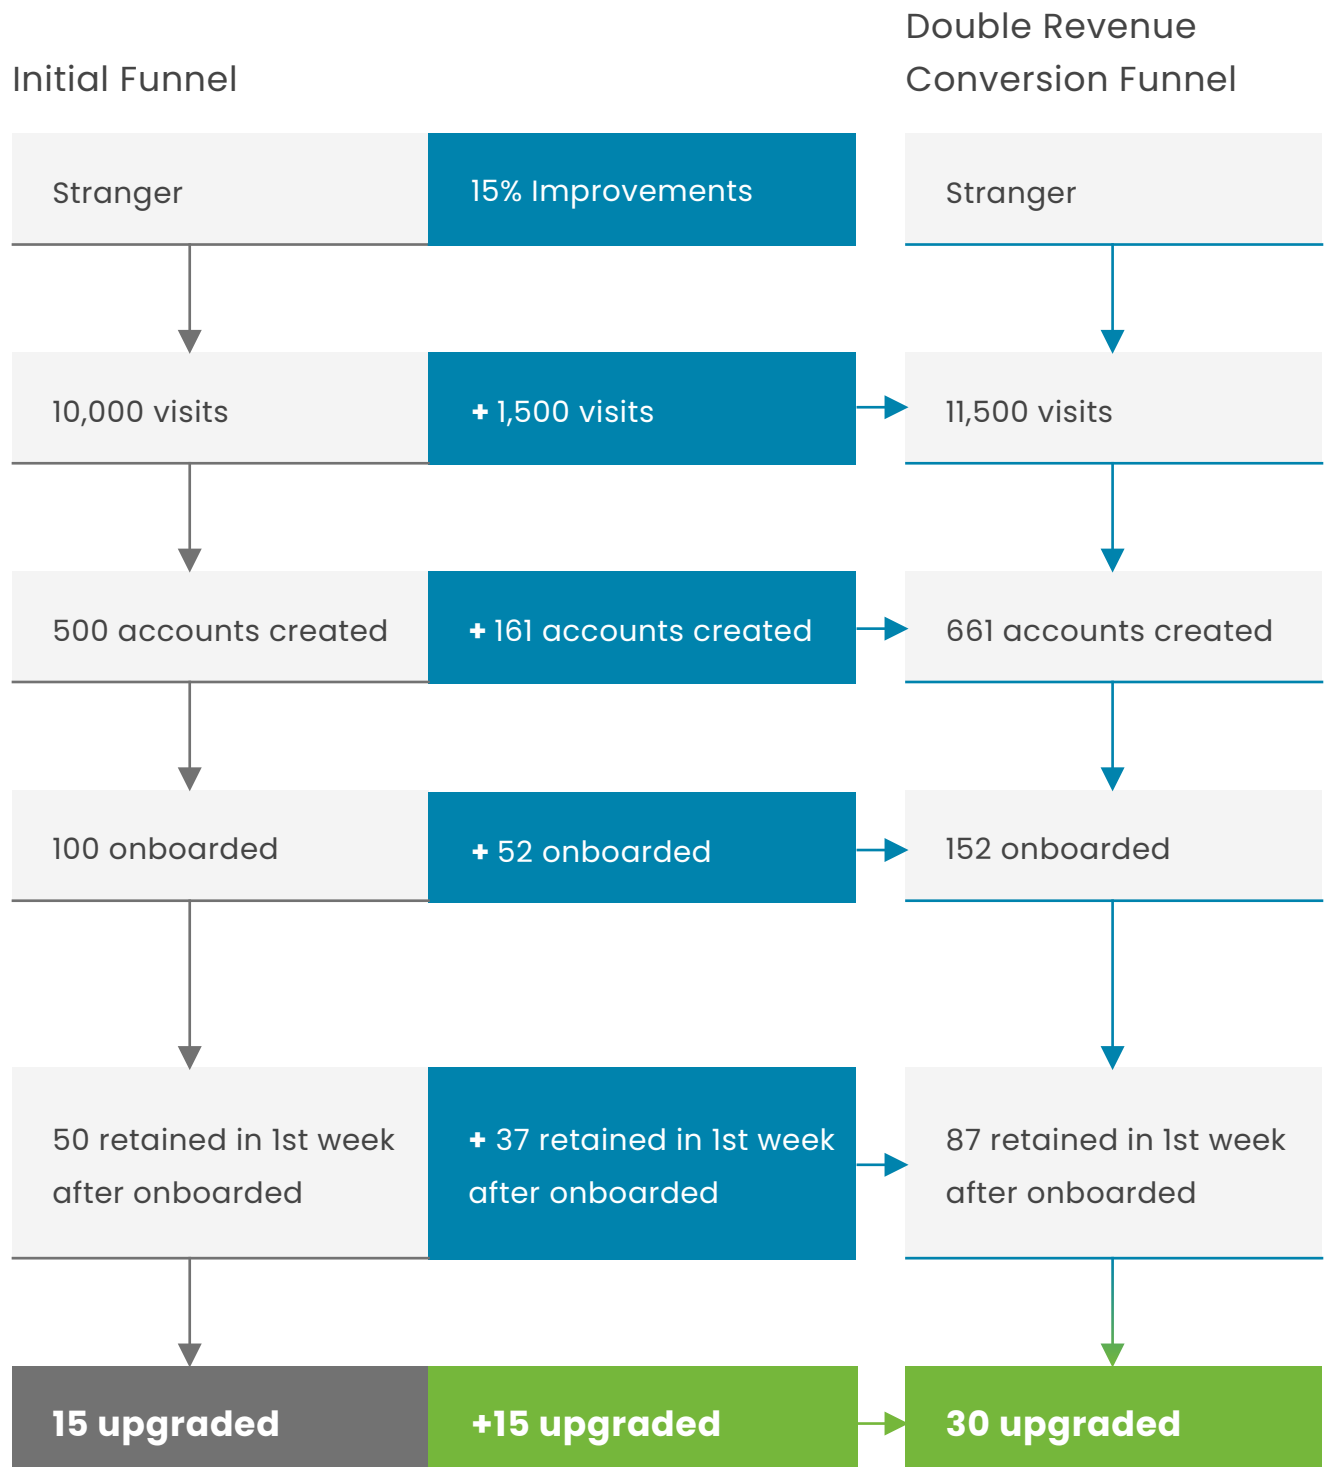 Initial Funnel
Double Revenue
Conversion Funnel
Stranger
15% Improvements
Stranger
10,000 visits
+ 1,500 visits
11,500 visits
500 accounts created
+ 161 accounts created
661 accounts created
100 onboarded
+ 52 onboarded
152 onboarded
50 retained in 1st week
after onboarded
+ 37 retained in 1st week
after onboarded
87 retained in 1st week
after onboarded
15 upgraded
+15 upgraded
30 upgraded